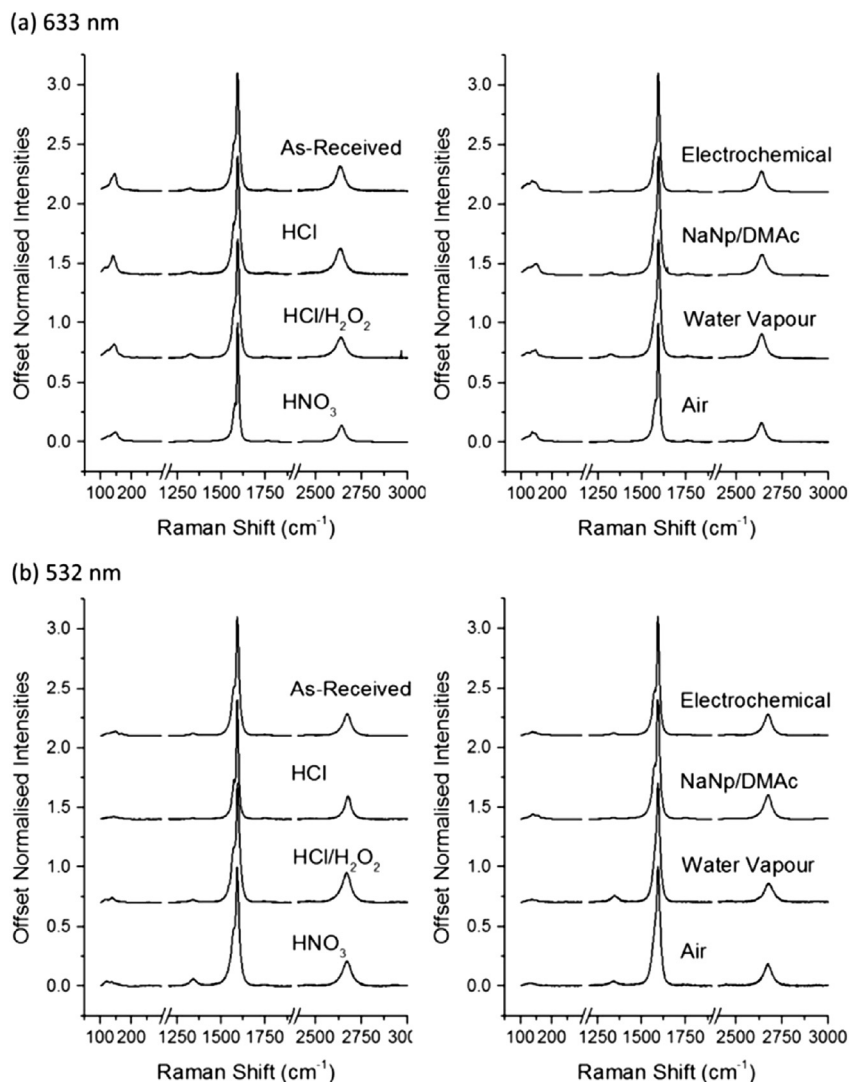 (a) 633 nm
Offset Normalised Intensities
3.0
2.5
2.0
1.5
1.0
0.5
0.0
As-Received
HCl
HCl/H₂O₂
HNO₃
100 200 1500 1750 2500 3000
1250
Raman Shift (cm⁻¹)
Offset Normalised Intensities
3.0
2.5
2.0
1.5
1.0
0.5
0.0
Electrochemical
NaNp/DMAc
Water Vapour
Air
100 200 1250 1500 1750 2500 2750 3000
Raman Shift (cm⁻¹)
(b) 532 nm
Offset Normalised Intensities
3.0
2.5
2.0
1.5
1.0
0.5
0.0
As-Received
HCl
HCl/H₂O₂
HNO₃
100 200 1250 1500 1750 2500 2750 3000
Raman Shift (cm⁻¹)
Offset Normalised Intensities
3.0
2.5
2.0
1.5
1.0
0.5
0.0
Electrochemical
NaNp/DMAc
Water Vapour
Air
100 200 1250 1500 1750 2500 2750 3000
Raman Shift (cm⁻¹)